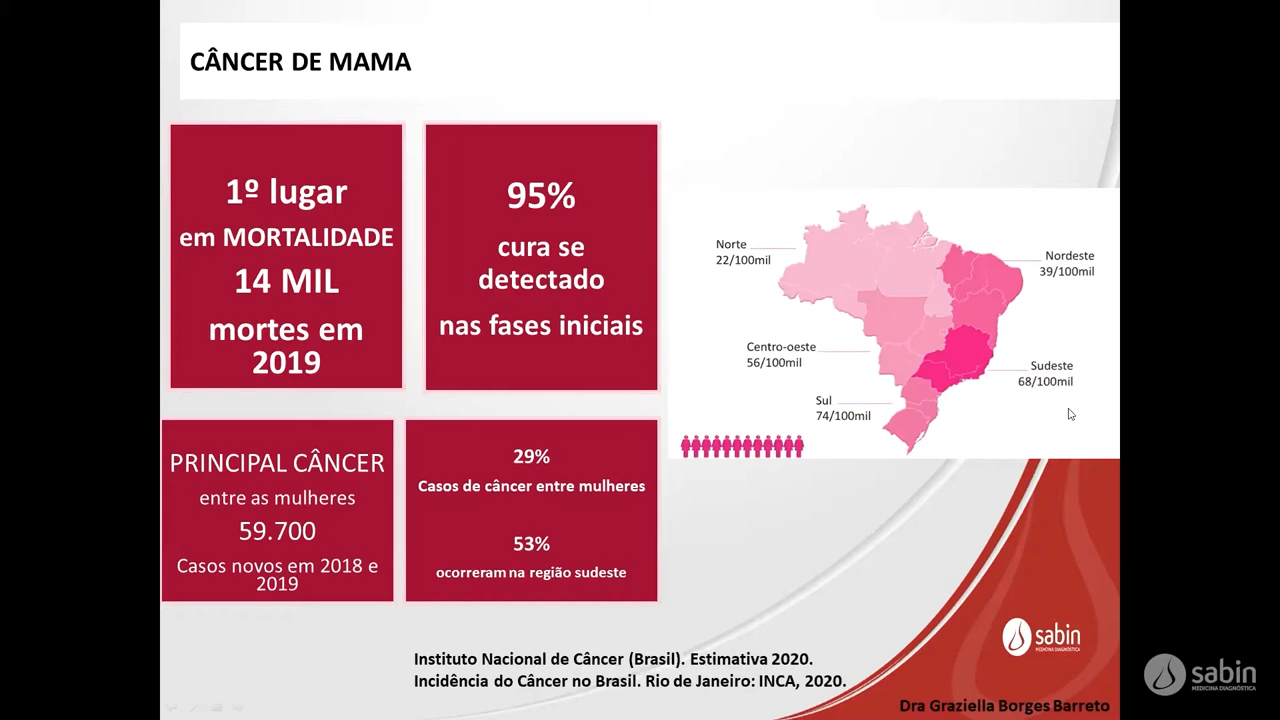 CÂNCER DE MAMA
1º lugar
em MORTALIDADE
14 MIL
mortes em
2019
95%
cura se
detectado
nas fases iniciais
PRINCIPAL CÂNCER
entre as mulheres
59.700
Casos novos em 2018 e
2019
29%
Casos de câncer entre mulheres
53%
ocorreram na região sudeste
Norte
22/100mil
Nordeste
39/100mil
Centro-oeste
56/100mil
Sudeste
68/100mil
Sul
74/100mil
Instituto Nacional de Câncer (Brasil). Estimativa 2020.
Incidência do Câncer no Brasil. Rio de Janeiro: INCA, 2020.
sabin
MEDICINA DIAGNÓSTICA
Dra Graziella Borges Barreto
sabin
MEDICINA DIAGNÓSTICA